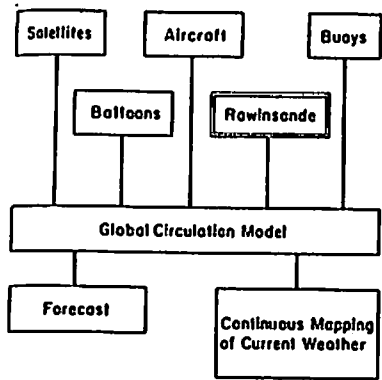 Satellites
Aircraft
Buoys
Balloons
Rawinsonde
Global Circulation Model
Forecast
Continuous Mapping
of Current Weather